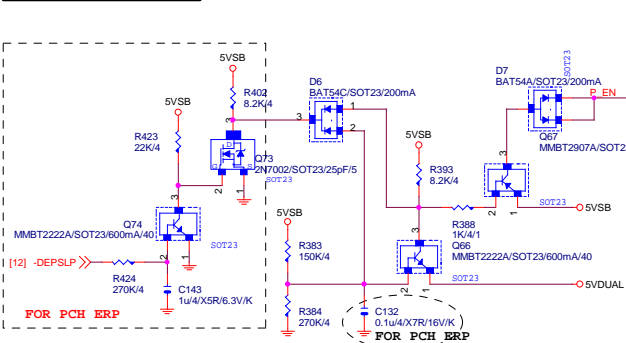 5VSB
R402
8.2K/4
5VSB
R423
22K/4
3
D
G
S
Q73
2N7002/SOT23/25pF/5
SOT23
2
1
3
Q74
MMBT2222A/SOT23/600mA/40
SOT23
2
1
[12] -DEPSLP
R424
270K/4
C143
1u/4/X5R/6.3V/K
FOR PCH ERP
D6
BAT54C/SOT23/200mA
3
1
2
5VSB
R393
8.2K/4
5VSB
R383
150K/4
R384
270K/4
R388
1K/4/1
3
Q66
MMBT2222A/SOT23/600mA/40
SOT23
2
1
5VDUAL
C132
0.1u/4/X7R/16V/K
FOR PCH ERP
D7
BAT54A/SOT23/200mA
SOT23
P_EN
Q67
MMBT2907A/SOT2
3
2
1
SOT23
5VSB